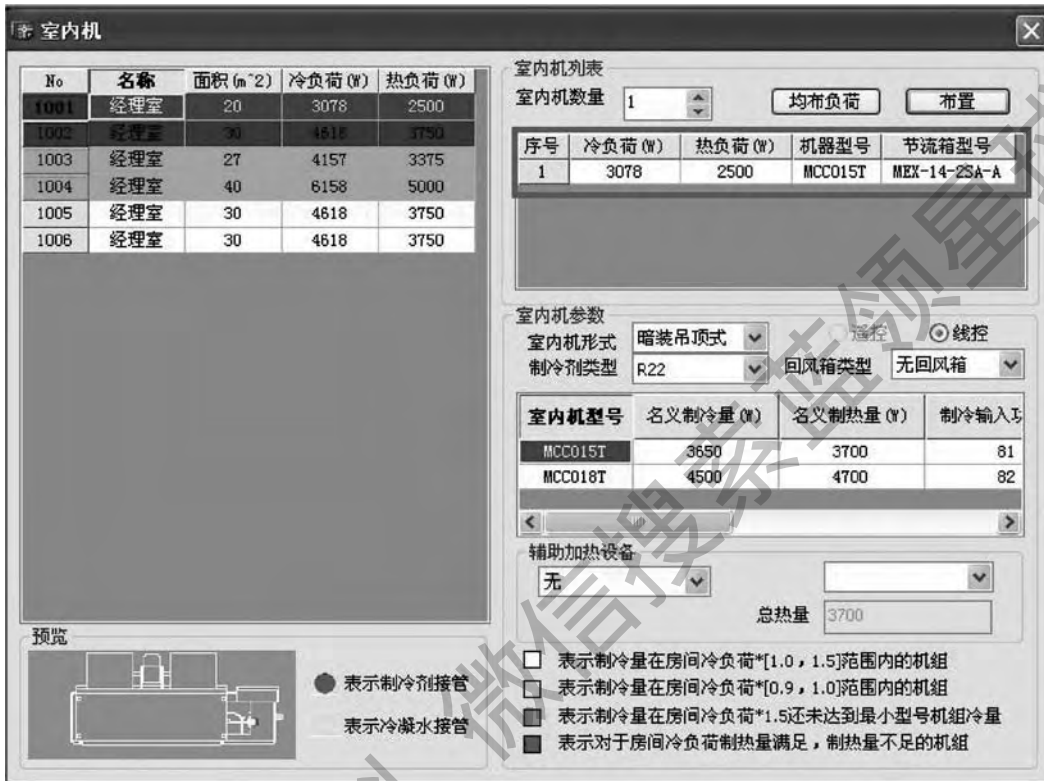 室内机
No 名称 面积(m^2) 冷负荷(W) 热负荷(W)
1001 经理室 20 3078 2500
1002 经理室 30 4618 3750
1003 经理室 27 4157 3375
1004 经理室 40 6158 5000
1005 经理室 30 4618 3750
1006 经理室 30 4618 3750
预览
表示制冷剂接管
表示冷凝水接管
室内机列表
室内机数量 1 均布负荷 布置
序号 冷负荷(W) 热负荷(W) 机器型号 节流箱型号
1 3078 2500 MCC015T MEX-14-2SA-A
室内机参数
室内机形式 暗装吊顶式 遥控 线控
制冷剂类型 R22 回风箱类型 无回风箱
室内机型号 名义制冷量(W) 名义制热量(W) 制冷输入
MCC015T 3650 3700 81
MCC018T 4500 4700 82
辅助加热设备
无
总热量 3700
表示制冷量在房间冷负荷*[1.0，1.5]范围内的机组
表示制冷量在房间冷负荷*[0.9，1.0]范围内的机组
表示制冷量在房间冷负荷*1.5还未达到最小型号机组冷量
表示对于房间冷负荷制热量满足，制热量不足的机组
微信搜索蓝领星球